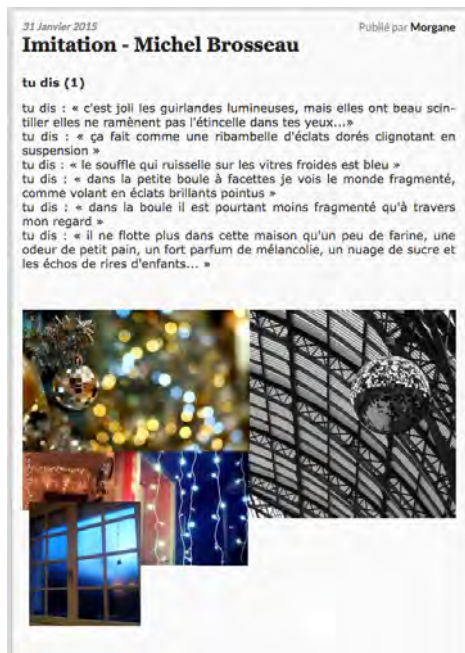 31 Janvier 2015 Publié par Morgane
Imitation - Michel Brosseau
tu dis (1)
tu dis : « c'est joli les guirlandes lumineuses, mais elles ont beau scin-
tiller elles ne ramènent pas l'étincelle dans tes yeux...»
tu dis : « ça fait comme une ribambelle d'éclats dorés clignotant en
suspension »
tu dis : « le souffle qui ruisselle sur les vitres froides est bleu »
tu dis : « dans la petite boule à facettes je vois le monde fragmenté,
comme volant en éclats brillants pointus »
tu dis : « dans la boule il est pourtant moins fragmenté qu'à travers
mon regard »
tu dis : « il ne flotte plus dans cette maison qu'un peu de farine, une
odeur de petit pain, un fort parfum de mélancolie, un nuage de sucre et
les échos de rires d'enfants... »